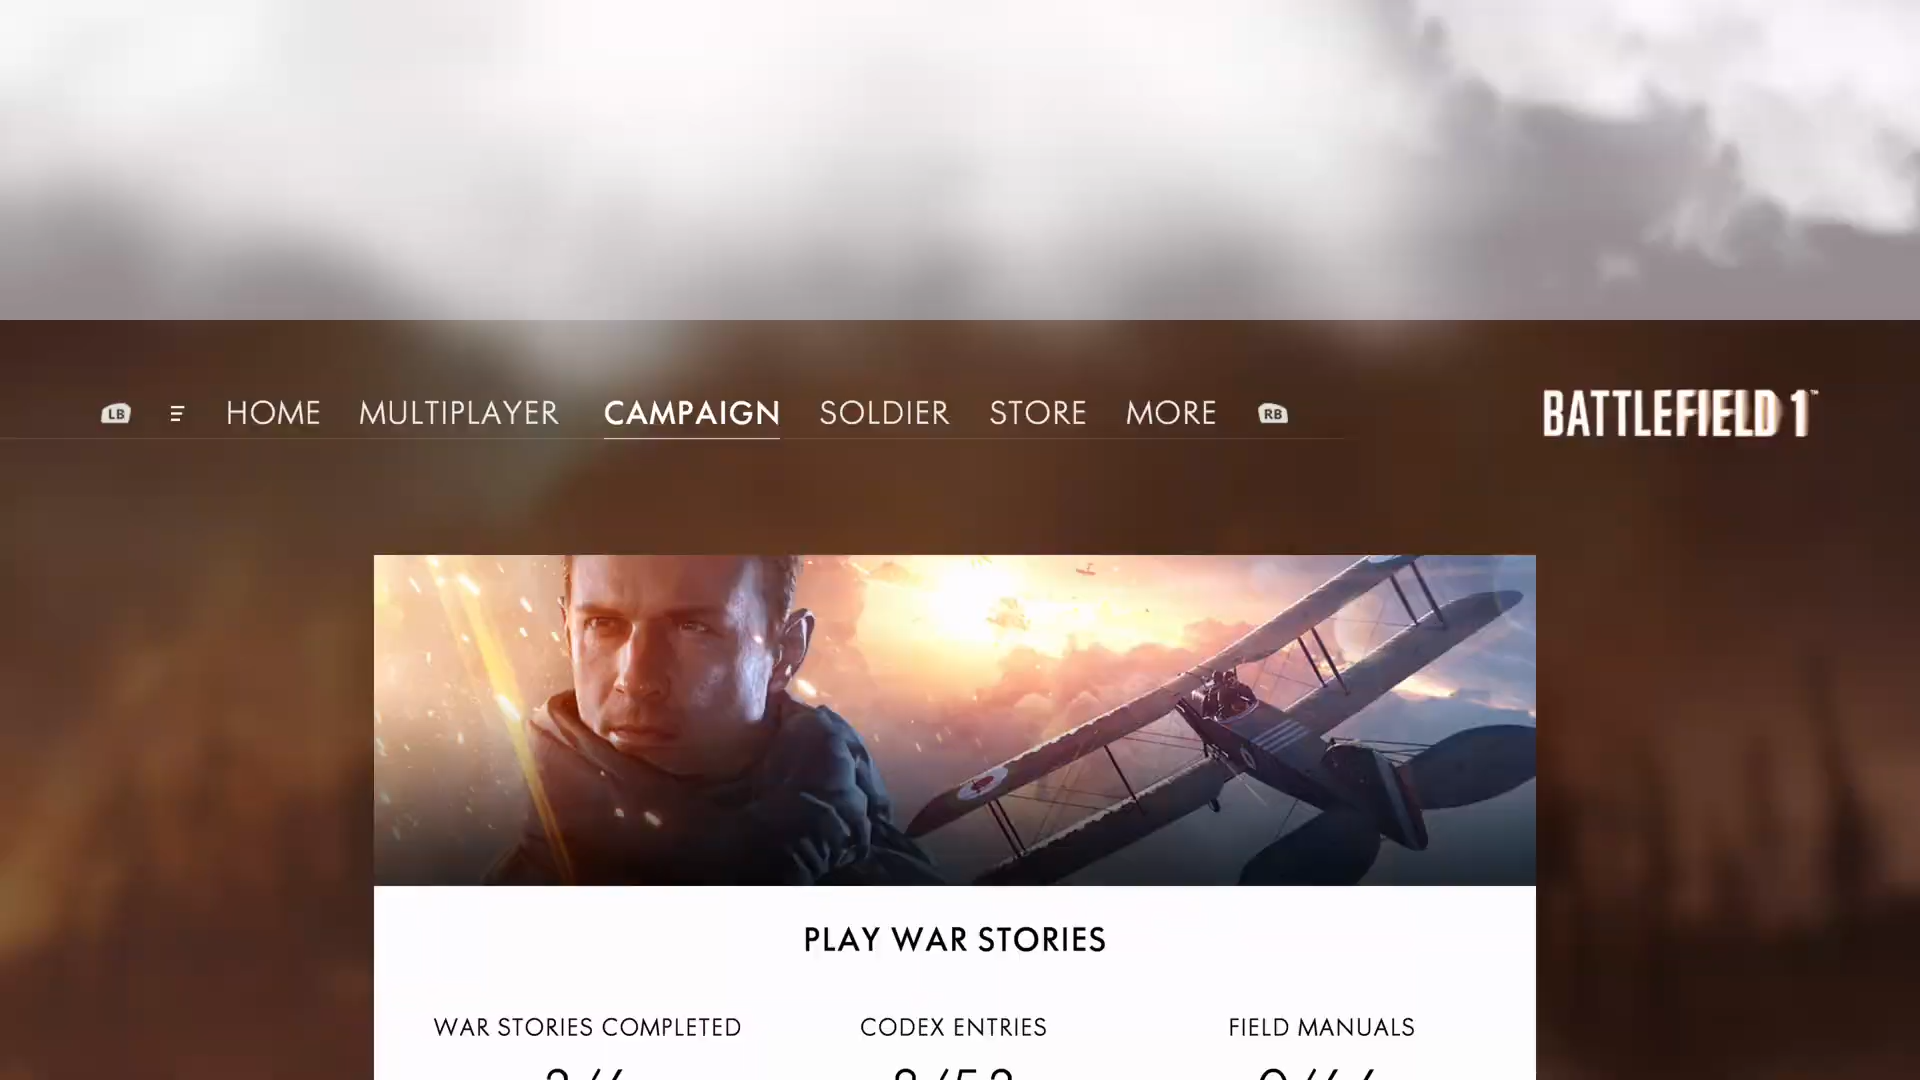 LB HOME MULTIPLAYER CAMPAIGN SOLDIER STORE MORE RB
BATTLEFIELD 1™
PLAY WAR STORIES
WAR STORIES COMPLETED CODEX ENTRIES FIELD MANUALS